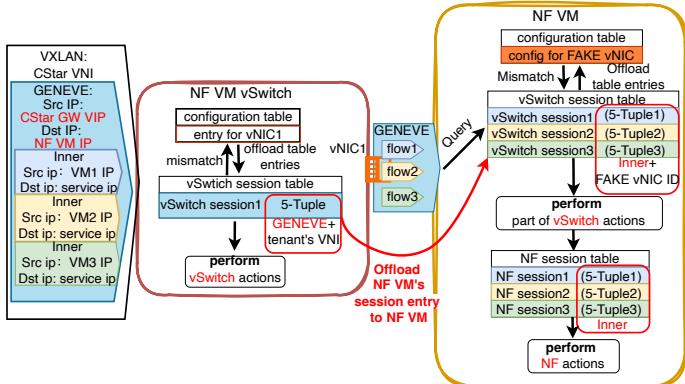 VXLAN:
CStar VNI
GENEVE:
Src IP:
CStar GW VIP
Dst IP:
NF VM IP
Inner
Src ip: VM1 IP
Dst ip: service ip
Inner
Src ip: VM2 IP
Dst ip: service ip
Inner
Src ip: VM3 IP
Dst ip: service ip
NF VM vSwitch
configuration table
entry for vNIC1
mismatch
offload table
entries
vSwtich session table
vSwitch session1
5-Tuple
GENEVE+
tenant's VNI
perform
vSwitch actions
vNIC1
GENEVE
flow1
flow2
flow3
Query
Offload
NF VM's
session entry
to NF VM
NF VM
configuration table
config for FAKE vNIC
Mismatch
Offload
table entries
vSwitch session table
vSwitch session1 (5-Tuple1)
vSwitch session2 (5-Tuple2)
vSwitch session3 (5-Tuple3)
Inner+
FAKE vNIC ID
perform
part of vSwitch actions
NF session table
NF session1 (5-Tuple1)
NF session2 (5-Tuple2)
NF session3 (5-Tuple3)
Inner
perform
NF actions